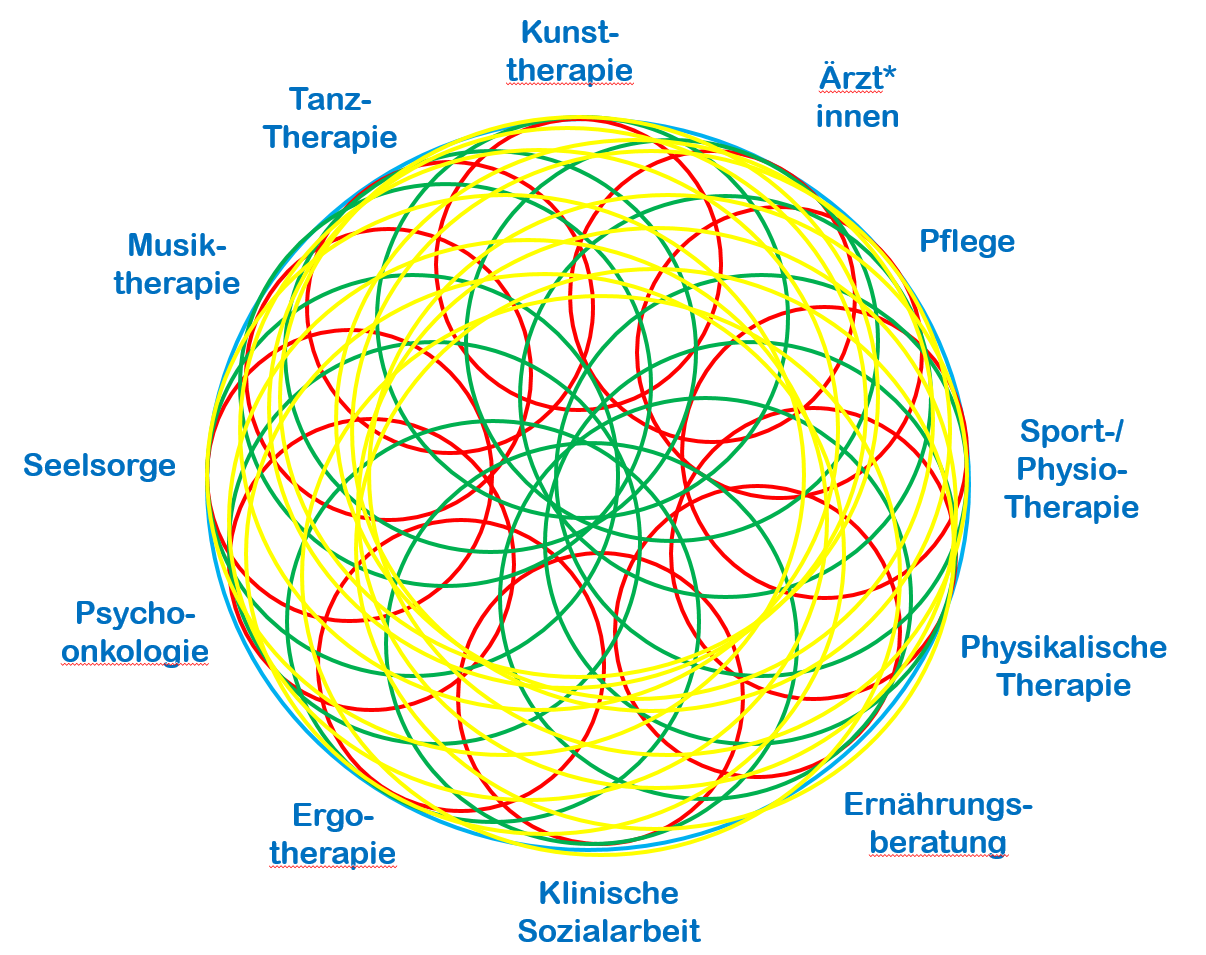 Kunst-
therapie
Ärzt*
innen
Pflege
Sport-/
Physio-
Therapie
Physikalische
Therapie
Ernährungs-
beratung
Klinische
Sozialarbeit
Ergo-
therapie
Psycho-
onkologie
Seelsorge
Musik-
therapie
Tanz-
Therapie